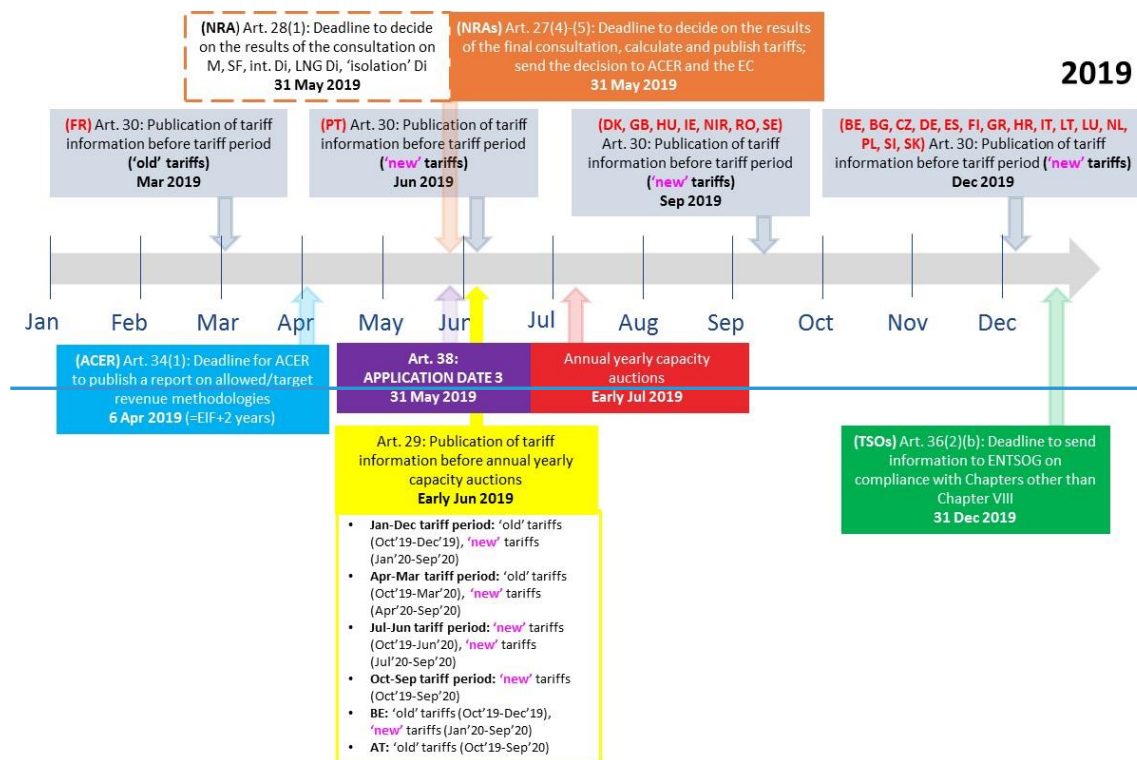 (NRA) Art. 28(1): Deadline to decide
on the results of the consultation on
M, SF, int. Di, LNG Di, ‘isolation’ Di
31 May 2019
(NRAs) Art. 27(4)-(5): Deadline to decide on the results
of the final consultation, calculate and publish tariffs;
send the decision to ACER and the EC
31 May 2019
2019
(FR) Art. 30: Publication of tariff
information before tariff period
(‘old’ tariffs)
Mar 2019
(PT) Art. 30: Publication of tariff
information before tariff period
(‘new’ tariffs)
Jun 2019
(DK, GB, HU, IE, NIR, RO, SE)
Art. 30: Publication of tariff
information before tariff period
(‘new’ tariffs)
Sep 2019
(BE, BG, CZ, DE, ES, FI, GR, HR, IT, LT, LU, NL,
PL, SI, SK) Art. 30: Publication of tariff
information before tariff period (‘new’ tariffs)
Dec 2019
Jan Feb Mar Apr May Jun Jul Aug Sep Oct Nov Dec
(ACER) Art. 34(1): Deadline for ACER
to publish a report on allowed/target
revenue methodologies
6 Apr 2019 (=EIF+2 years)
Art. 38:
APPLICATION DATE 3
31 May 2019
Annual yearly capacity
auctions
Early Jul 2019
Art. 29: Publication of tariff
information before annual yearly
capacity auctions
Early Jun 2019
• Jan-Dec tariff period: ‘old’ tariffs
(Oct’19-Dec’19), ‘new’ tariffs
(Jan’20-Sep’20)
• Apr-Mar tariff period: ‘old’ tariffs
(Oct’19-Mar’20), ‘new’ tariffs
(Apr’20-Sep’20)
• Jul-Jun tariff period: ‘new’ tariffs
(Oct’19-Jun’20), ‘new’ tariffs
(Jul’20-Sep’20)
• Oct-Sep tariff period: ‘new’ tariffs
(Oct’19-Sep’20)
• BE: ‘old’ tariffs (Oct’19-Dec’19),
‘new’ tariffs (Jan’20-Sep’20)
• AT: ‘old’ tariffs (Oct’19-Sep’20)
(TSOs) Art. 36(2)(b): Deadline to send
information to ENTSOG on
compliance with Chapters other than
Chapter VIII
31 Dec 2019